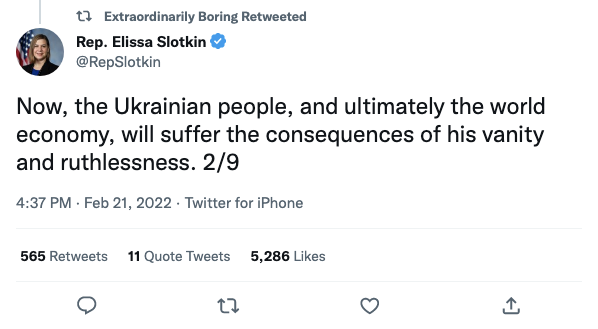 Extraordinarily Boring Retweeted
Rep. Elissa Slotkin
@RepSlotkin
Now, the Ukrainian people, and ultimately the world
economy, will suffer the consequences of his vanity
and ruthlessness. 2/9
4:37 PM · Feb 21, 2022 · Twitter for iPhone
565 Retweets 11 Quote Tweets 5,286 Likes